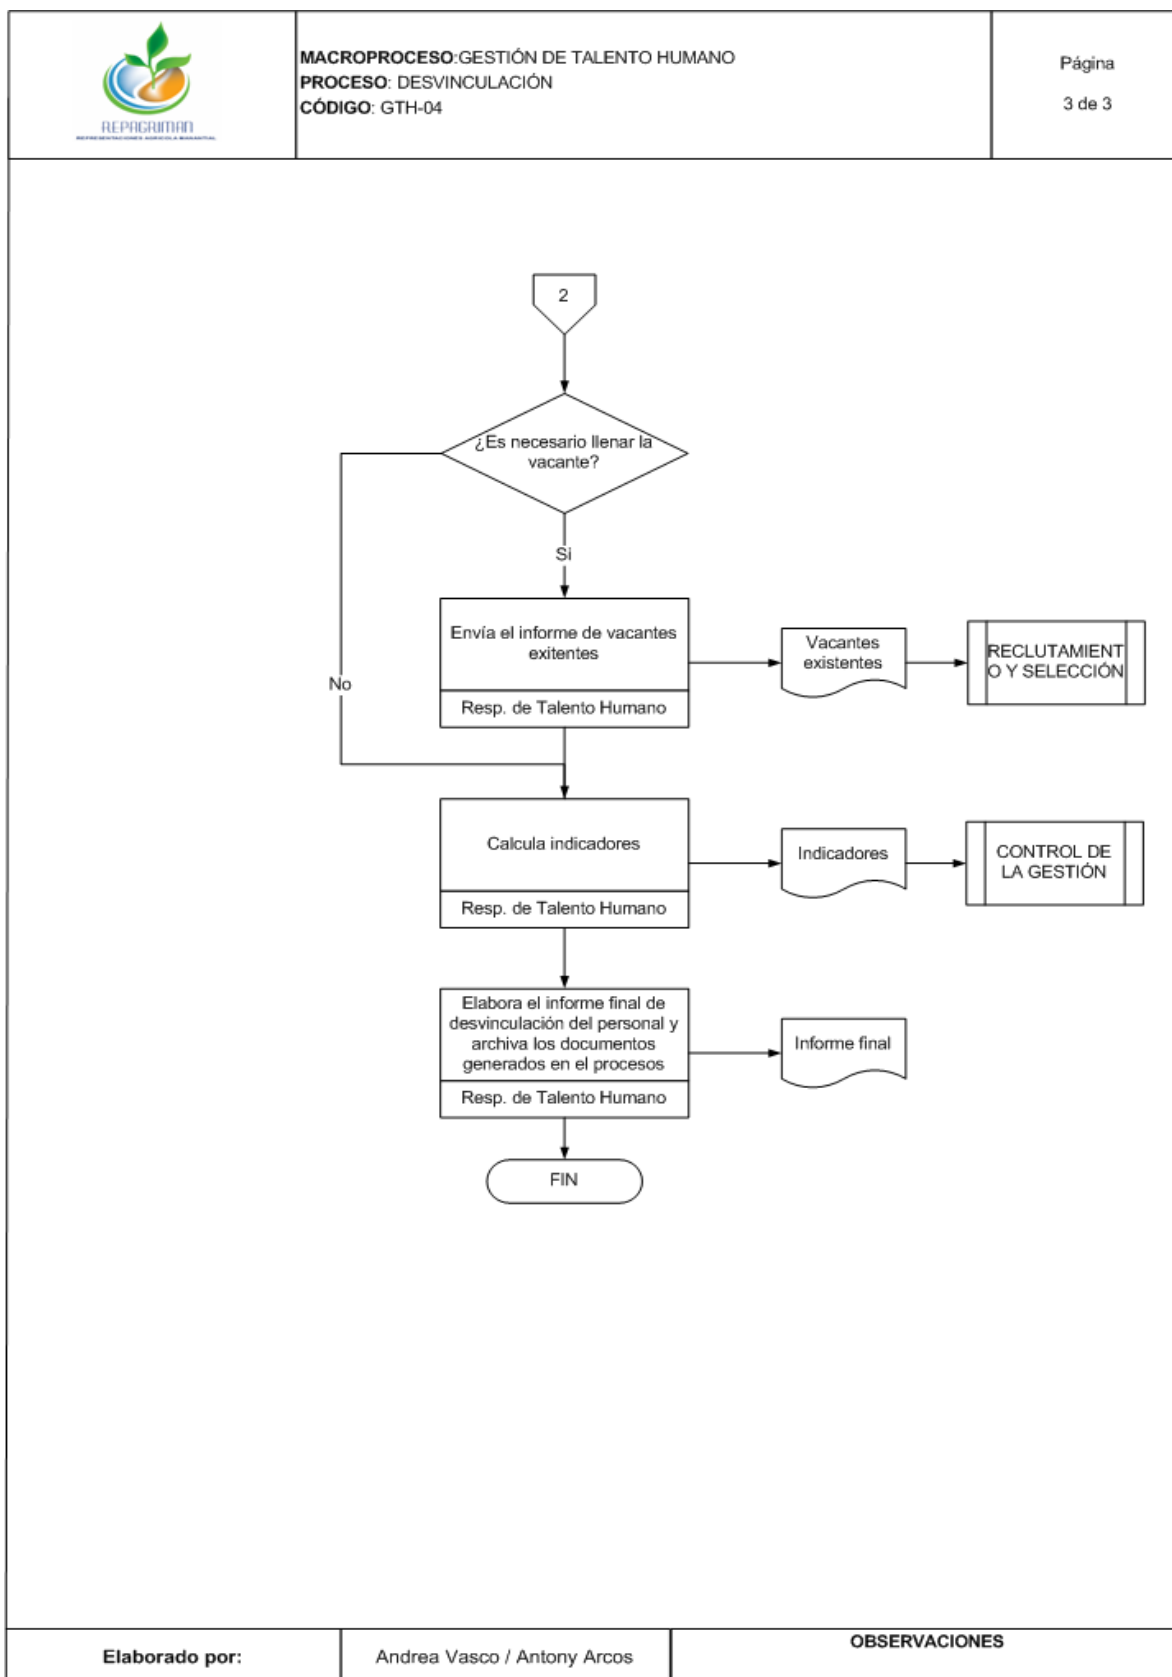 REPAGRIMAN
REPRESENTACIONES AGRICOLA MANANTIAL
MACROPROCESO:GESTIÓN DE TALENTO HUMANO
PROCESO: DESVINCULACIÓN
CÓDIGO: GTH-04
Página
3 de 3
2
¿Es necesario llenar la
vacante?
Si
No
Envía el informe de vacantes
exitentes
Resp. de Talento Humano
Vacantes
existentes
RECLUTAMIENT
O Y SELECCIÓN
Calcula indicadores
Resp. de Talento Humano
Indicadores
CONTROL DE
LA GESTIÓN
Elabora el informe final de
desvinculación del personal y
archiva los documentos
generados en el procesos
Resp. de Talento Humano
Informe final
FIN
Elaborado por:
Andrea Vasco / Antony Arcos
OBSERVACIONES